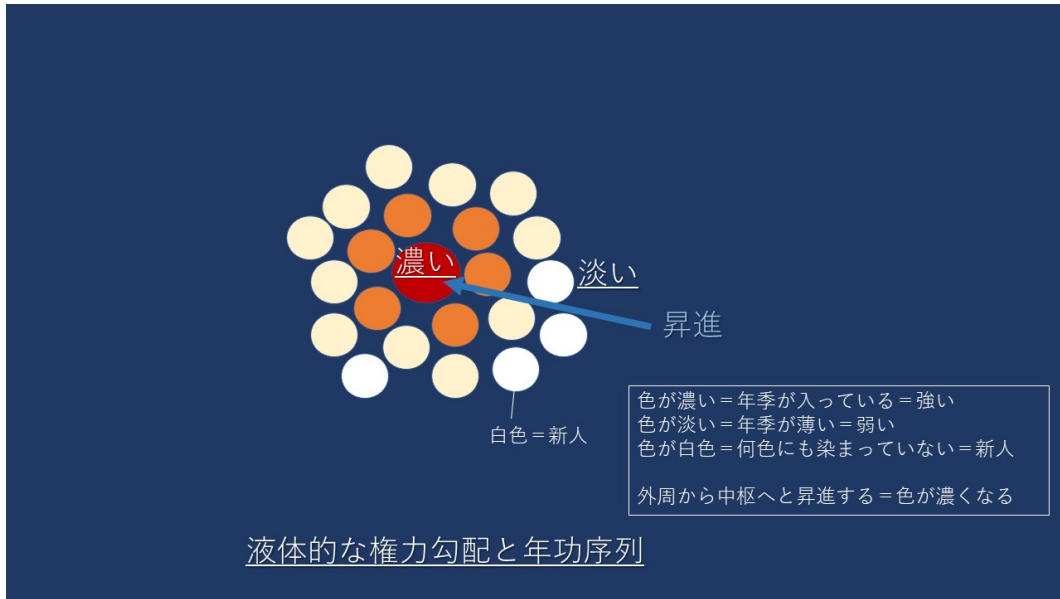 濃い
淡い
昇進
色が濃い＝年季が入っている＝強い
色が淡い＝年季が薄い＝弱い
色が白色＝何色にも染まっていない＝新人
外周から中枢へと昇進する＝色が濃くなる
白色＝新人
液体的な権力勾配と年功序列